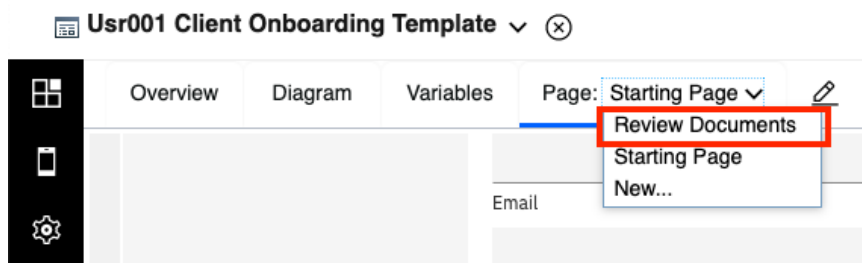 Usr001 Client Onboarding Template
Overview Diagram Variables Page: Starting Page
Review Documents
Starting Page
New...
Email